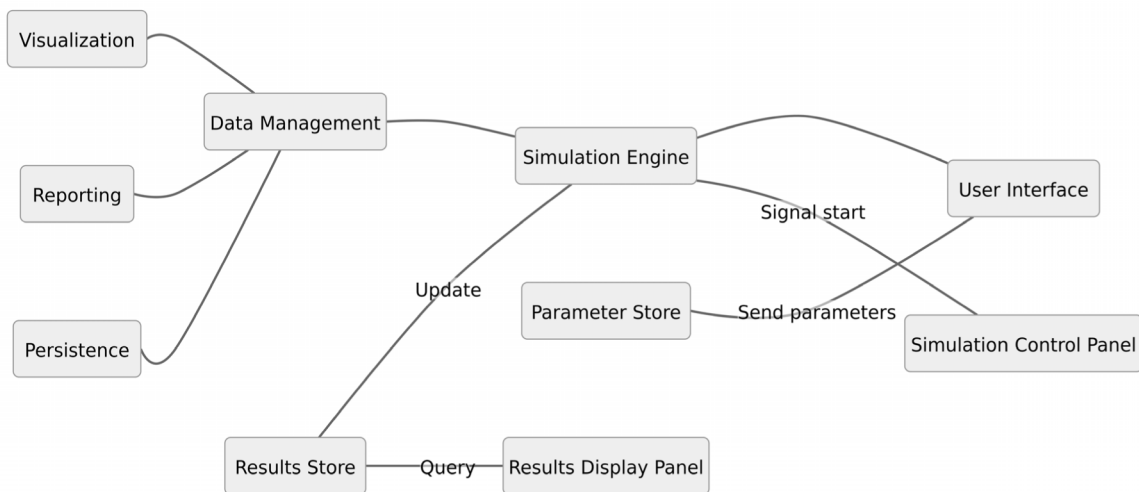 Visualization
Data Management
Simulation Engine
Reporting
User Interface
Signal start
Update
Parameter Store
Send parameters
Persistence
Simulation Control Panel
Results Store
Query
Results Display Panel